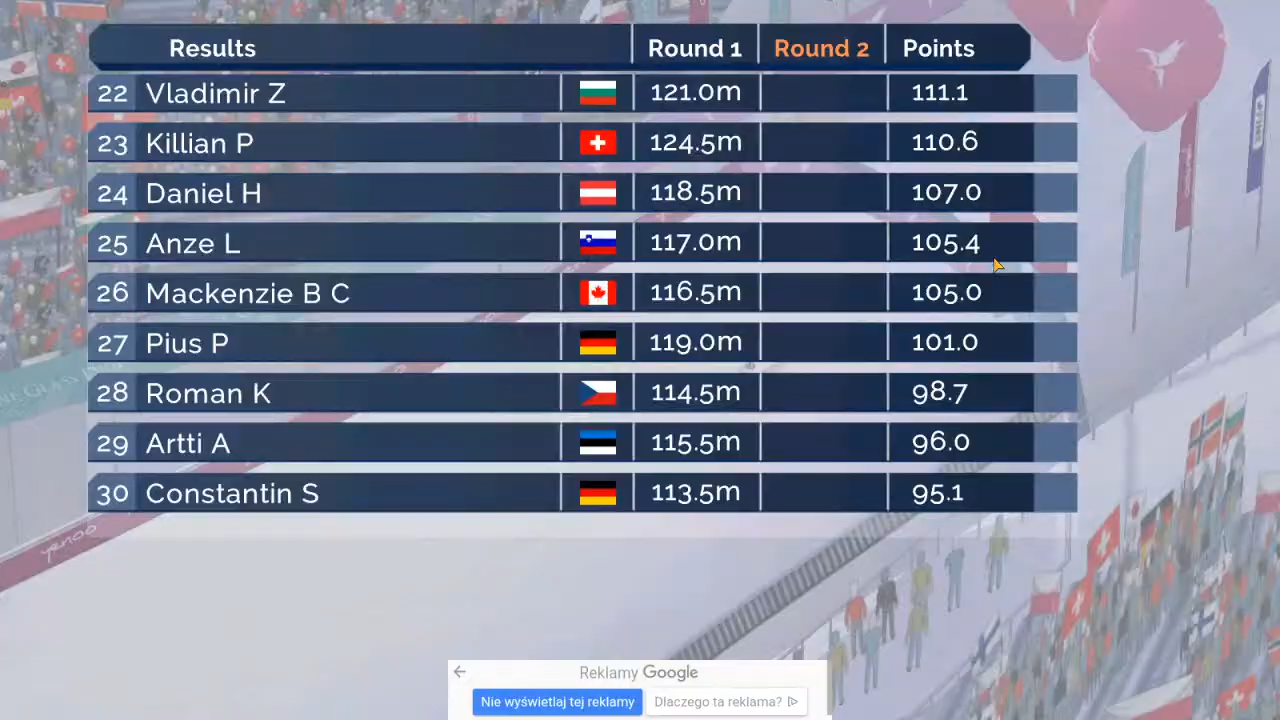 Results Round 1 Round 2 Points
22 Vladimir Z 121.0m 111.1
23 Killian P 124.5m 110.6
24 Daniel H 118.5m 107.0
25 Anze L 117.0m 105.4
26 Mackenzie B C 116.5m 105.0
27 Pius P 119.0m 101.0
28 Roman K 114.5m 98.7
29 Artti A 115.5m 96.0
30 Constantin S 113.5m 95.1
yenoo
Reklamy Google
Nie wyświetlaj tej reklamy Dlaczego ta reklama?